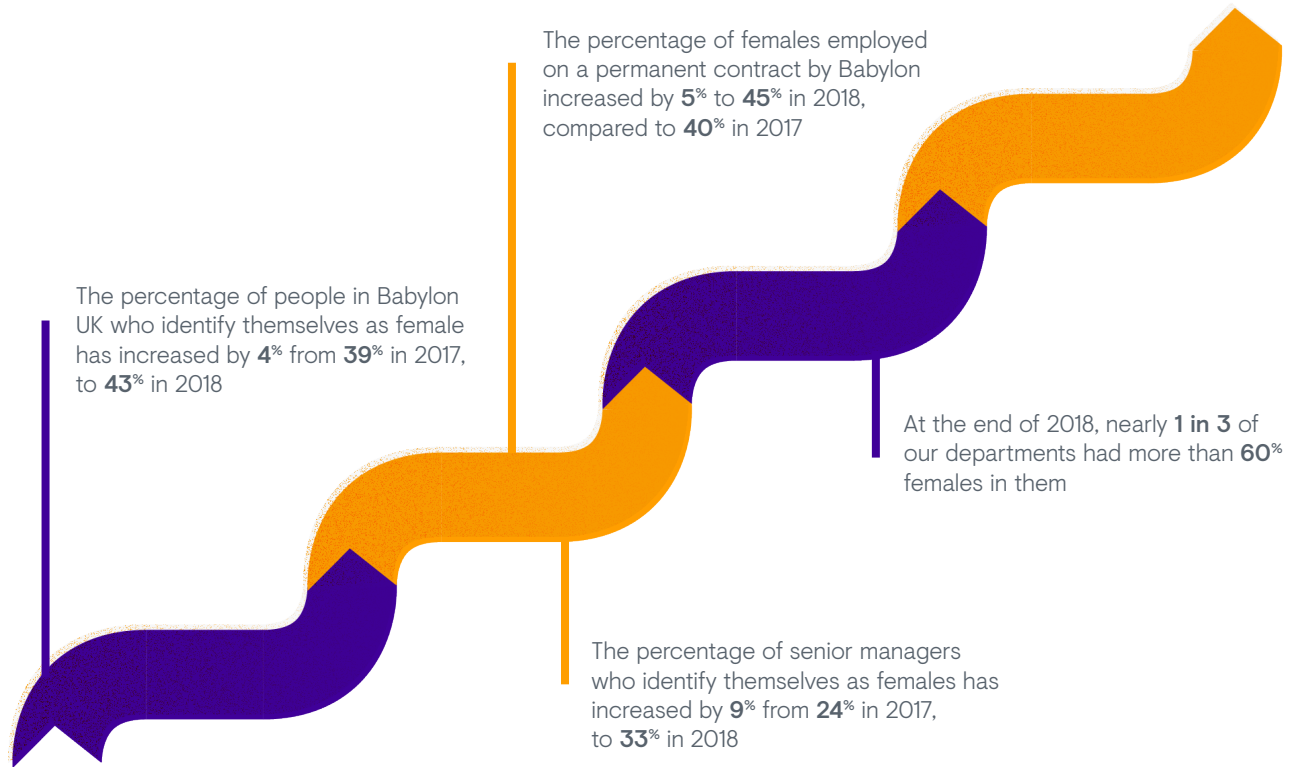 The percentage of females employed
on a permanent contract by Babylon
increased by 5% to 45% in 2018,
compared to 40% in 2017
The percentage of people in Babylon
UK who identify themselves as female
has increased by 4% from 39% in 2017,
to 43% in 2018
At the end of 2018, nearly 1 in 3 of
our departments had more than 60%
females in them
The percentage of senior managers
who identify themselves as females has
increased by 9% from 24% in 2017,
to 33% in 2018